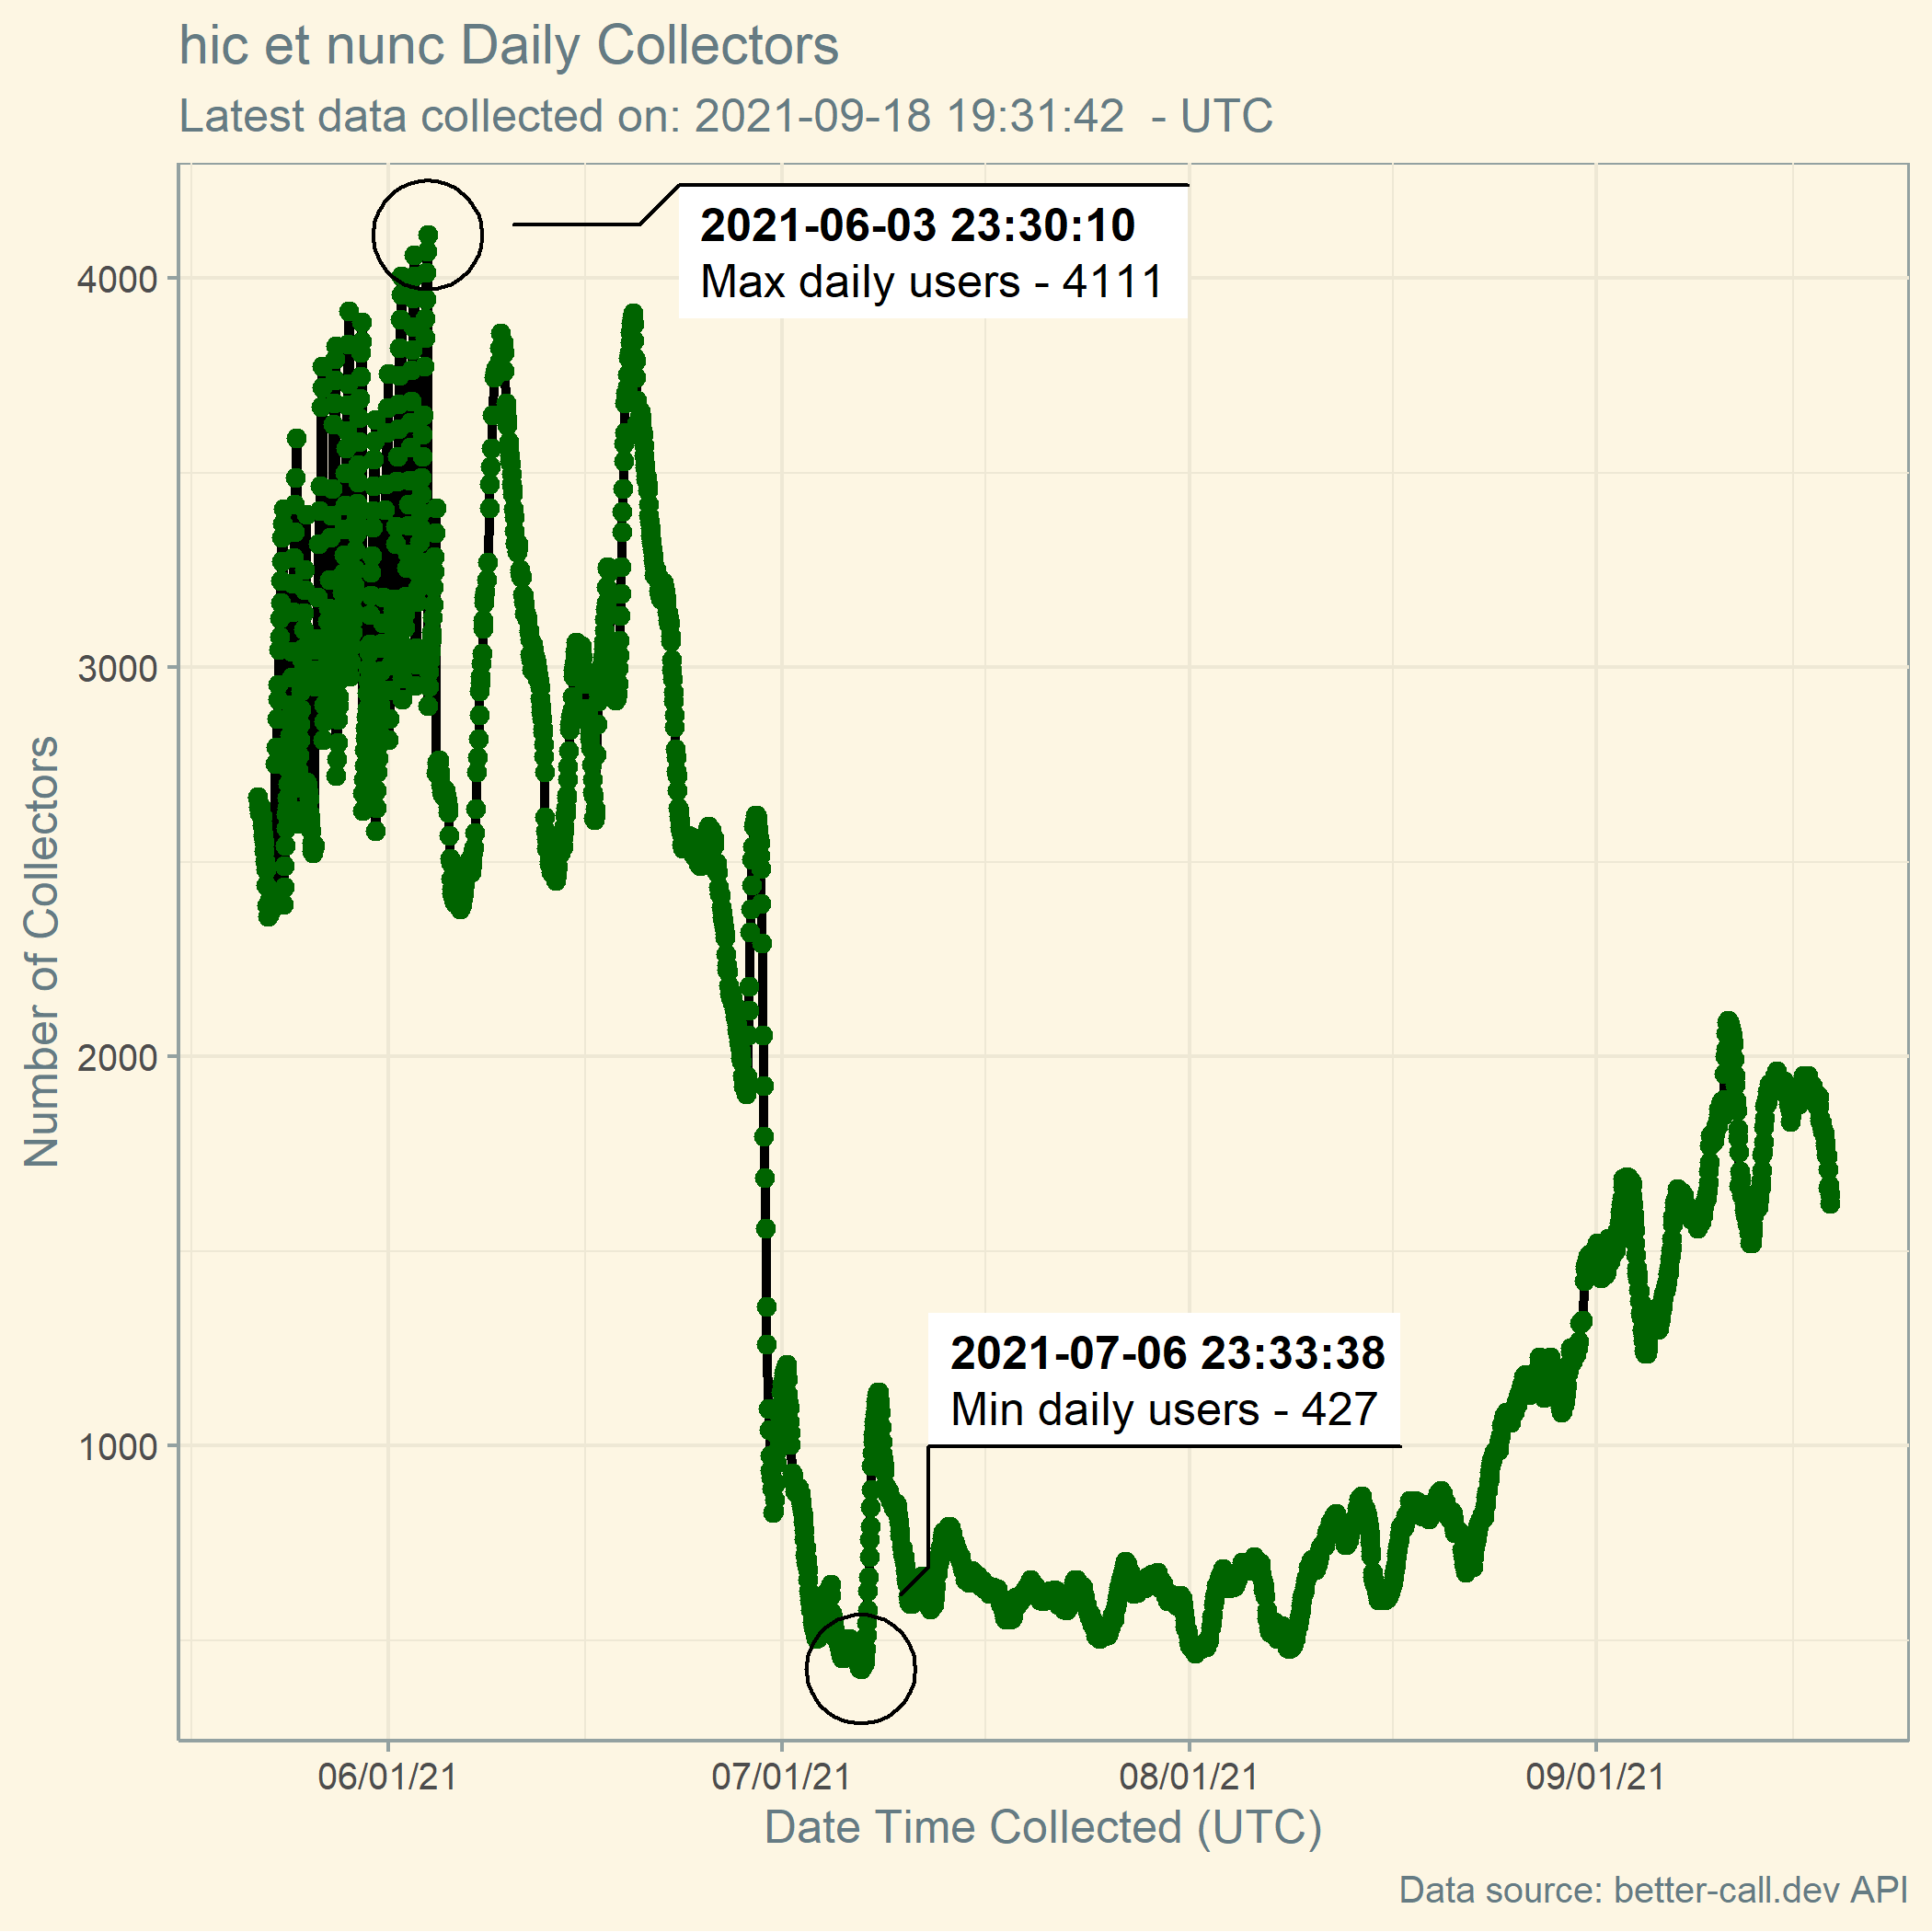 hic et nunc Daily Collectors
Latest data collected on: 2021-09-18 19:31:42  - UTC
2021-06-03 23:30:10
Max daily users - 4111
4000
3000
2000
1000
Number of Collectors
2021-07-06 23:33:38
Min daily users - 427
06/01/21 07/01/21 08/01/21 09/01/21
Date Time Collected (UTC)
Data source: better-call.dev API